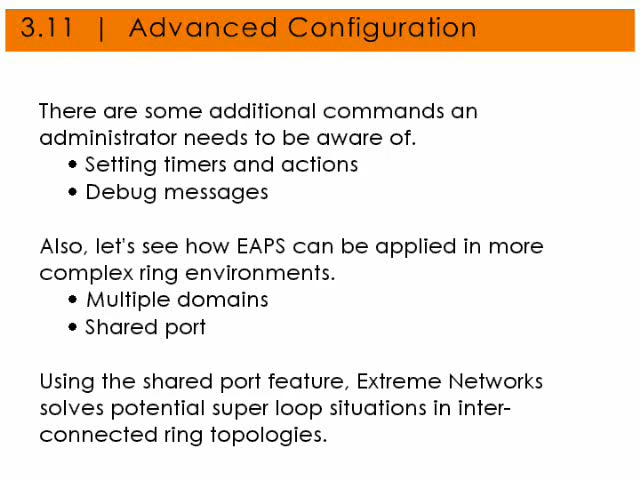 3.11 | Advanced Configuration
There are some additional commands an
administrator needs to be aware of.
• Setting timers and actions
• Debug messages
Also, let's see how EAPS can be applied in more
complex ring environments.
• Multiple domains
• Shared port
Using the shared port feature, Extreme Networks
solves potential super loop situations in inter-
connected ring topologies.